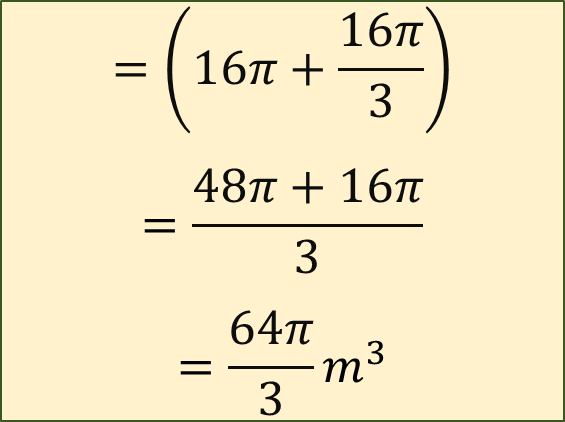 = (16π + 16π/3)
= (48π + 16π)/3
= 64π/3 m³